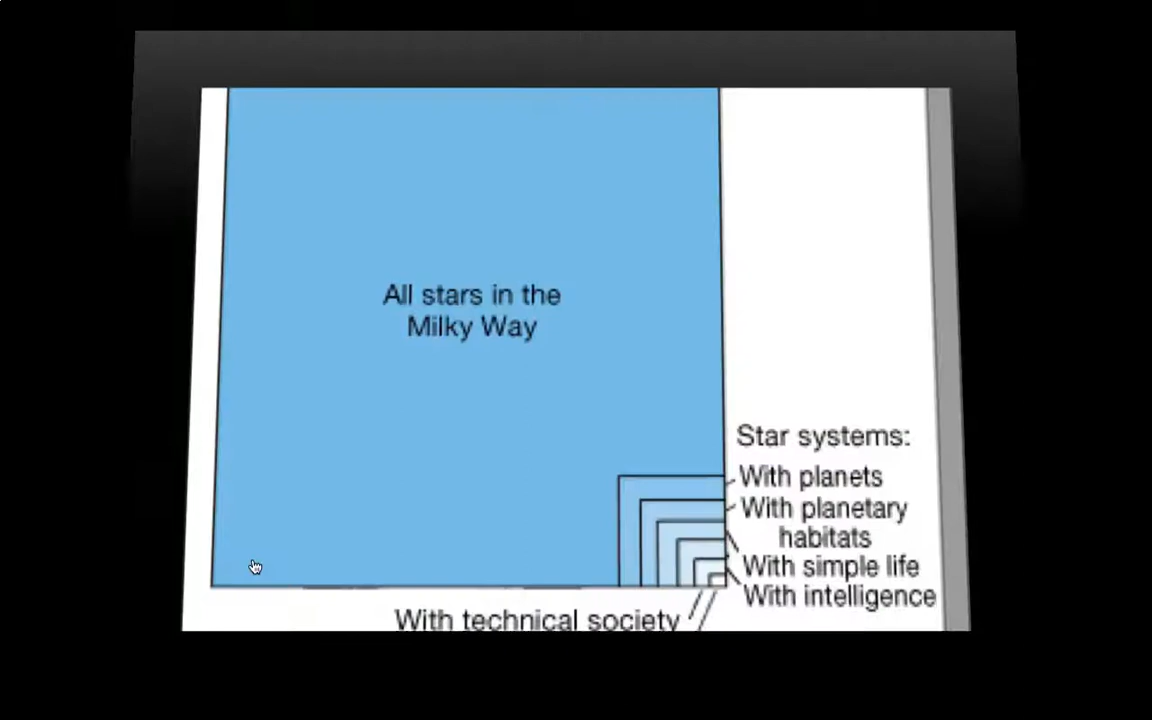 All stars in the
Milky Way
Star systems:
With planets
With planetary
habitats
With simple life
With intelligence
With technical society